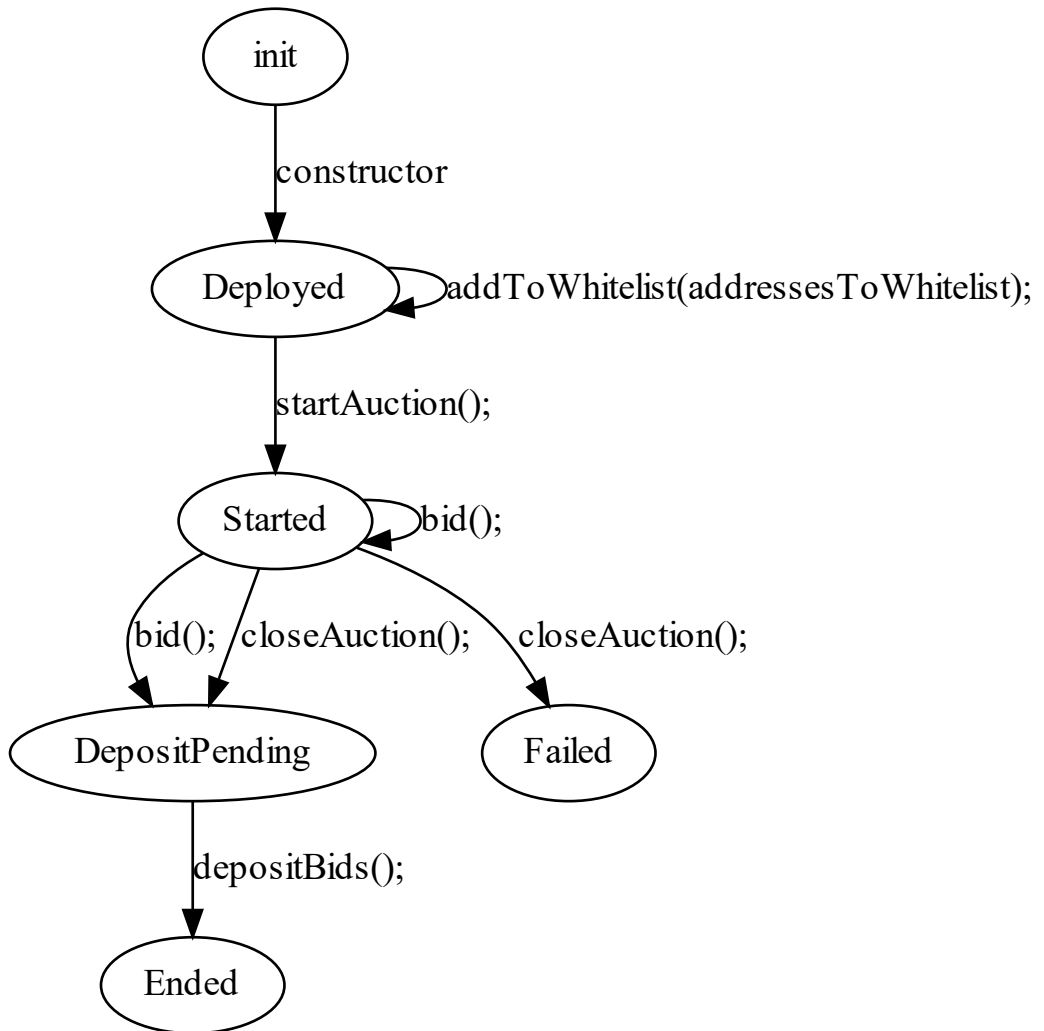 init
constructor
Deployed
addToWhitelist(addressesToWhitelist);
startAuction();
Started
bid();
bid();
closeAuction();
closeAuction();
DepositPending
Failed
depositBids();
Ended